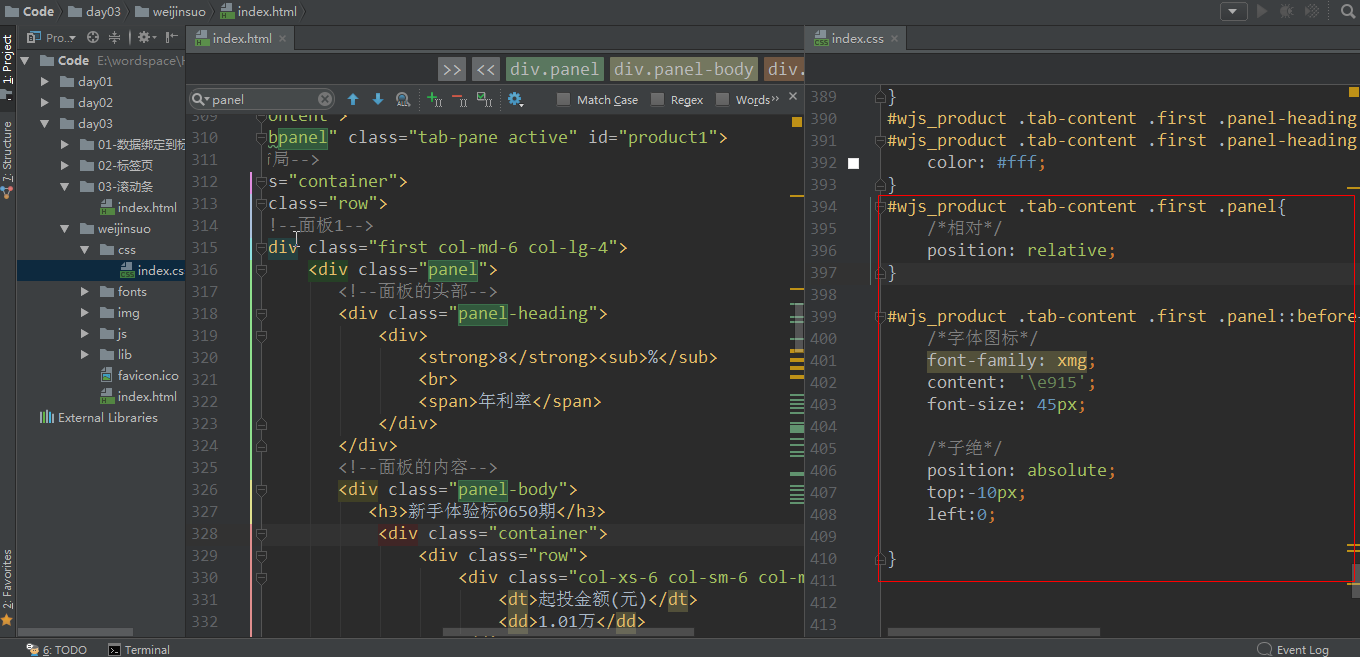 Code day03 weijinsuo index.html
1: Project
7: Structure
2: Favorites
Pro..
Code E:\wordspace\H
day01
day02
day03
01-数据绑定到标
02-标签页
03-滚动条
index.html
weijinsuo
css
index.cs
fonts
img
js
lib
favicon.ico
index.html
External Libraries
index.html
>> << div.panel div.panel-body div.
panel Match Case Regex Words»
309 ontent">
310 bpanel" class="tab-pane active" id="product1">
311 局-->
312 s="container">
313 class="row">
314 !--面板1-->
315 div class="first col-md-6 col-lg-4">
316 <div class="panel">
317 <!--面板的头部-->
318 <div class="panel-heading">
319 <div>
320 <strong>8</strong><sub>%</sub>
321 <br>
322 <span>年利率</span>
323 </div>
324 </div>
325 <!--面板的内容-->
326 <div class="panel-body">
327 <h3>新手体验标0650期</h3>
328 <div class="container">
329 <div class="row">
330 <div class="col-xs-6 col-sm-6 col-m
331 <dt>起投金额(元)</dt>
332 <dd>1.01万</dd>
index.css
389 }
390 #wjs_product .tab-content .first .panel-heading
391 #wjs_product .tab-content .first .panel-heading
392 color: #fff;
393 }
394 #wjs_product .tab-content .first .panel{
395 /*相对*/
396 position: relative;
397 }
398
399 #wjs_product .tab-content .first .panel::before
400 /*字体图标*/
401 font-family: xmg;
402 content: '\e915';
403 font-size: 45px;
404
405 /*子绝*/
406 position: absolute;
407 top:-10px;
408 left:0;
409
410 }
411
412
413
6: TODO Terminal Event Log